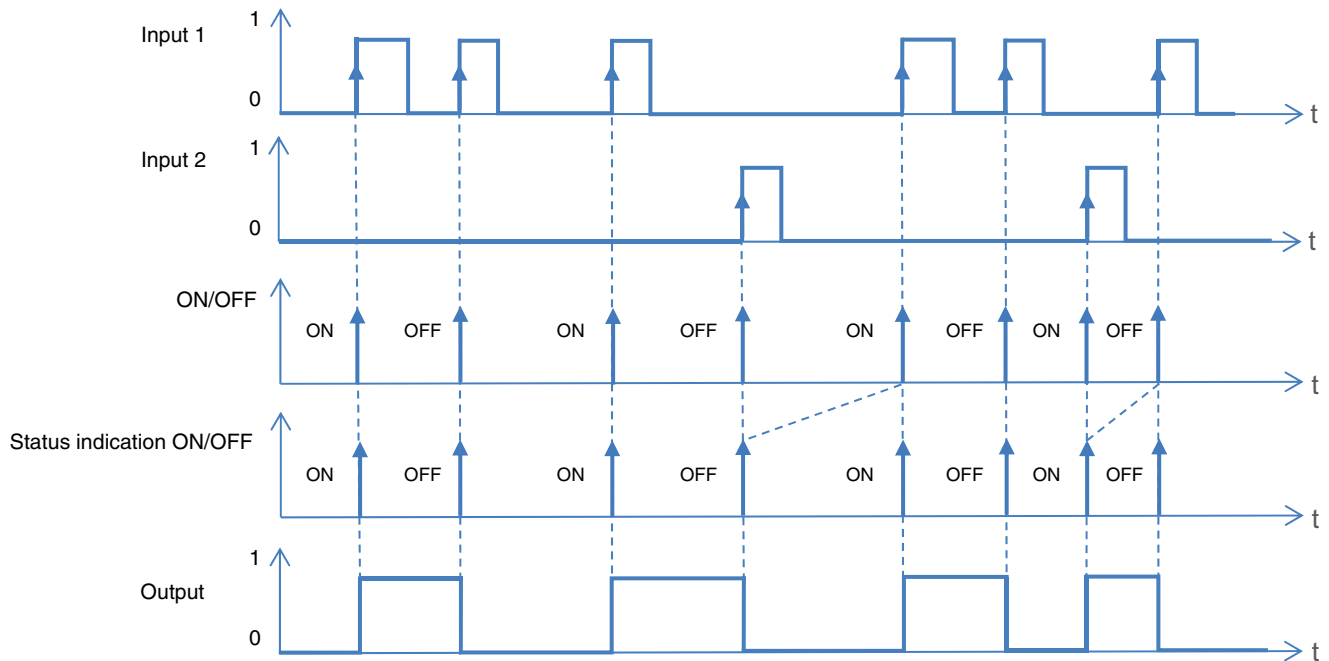 1
Input 1
0
t
1
Input 2
0
t
ON/OFF
ON OFF ON OFF ON OFF ON OFF
t
Status indication ON/OFF
ON OFF ON OFF ON OFF ON OFF
t
1
Output
0
t